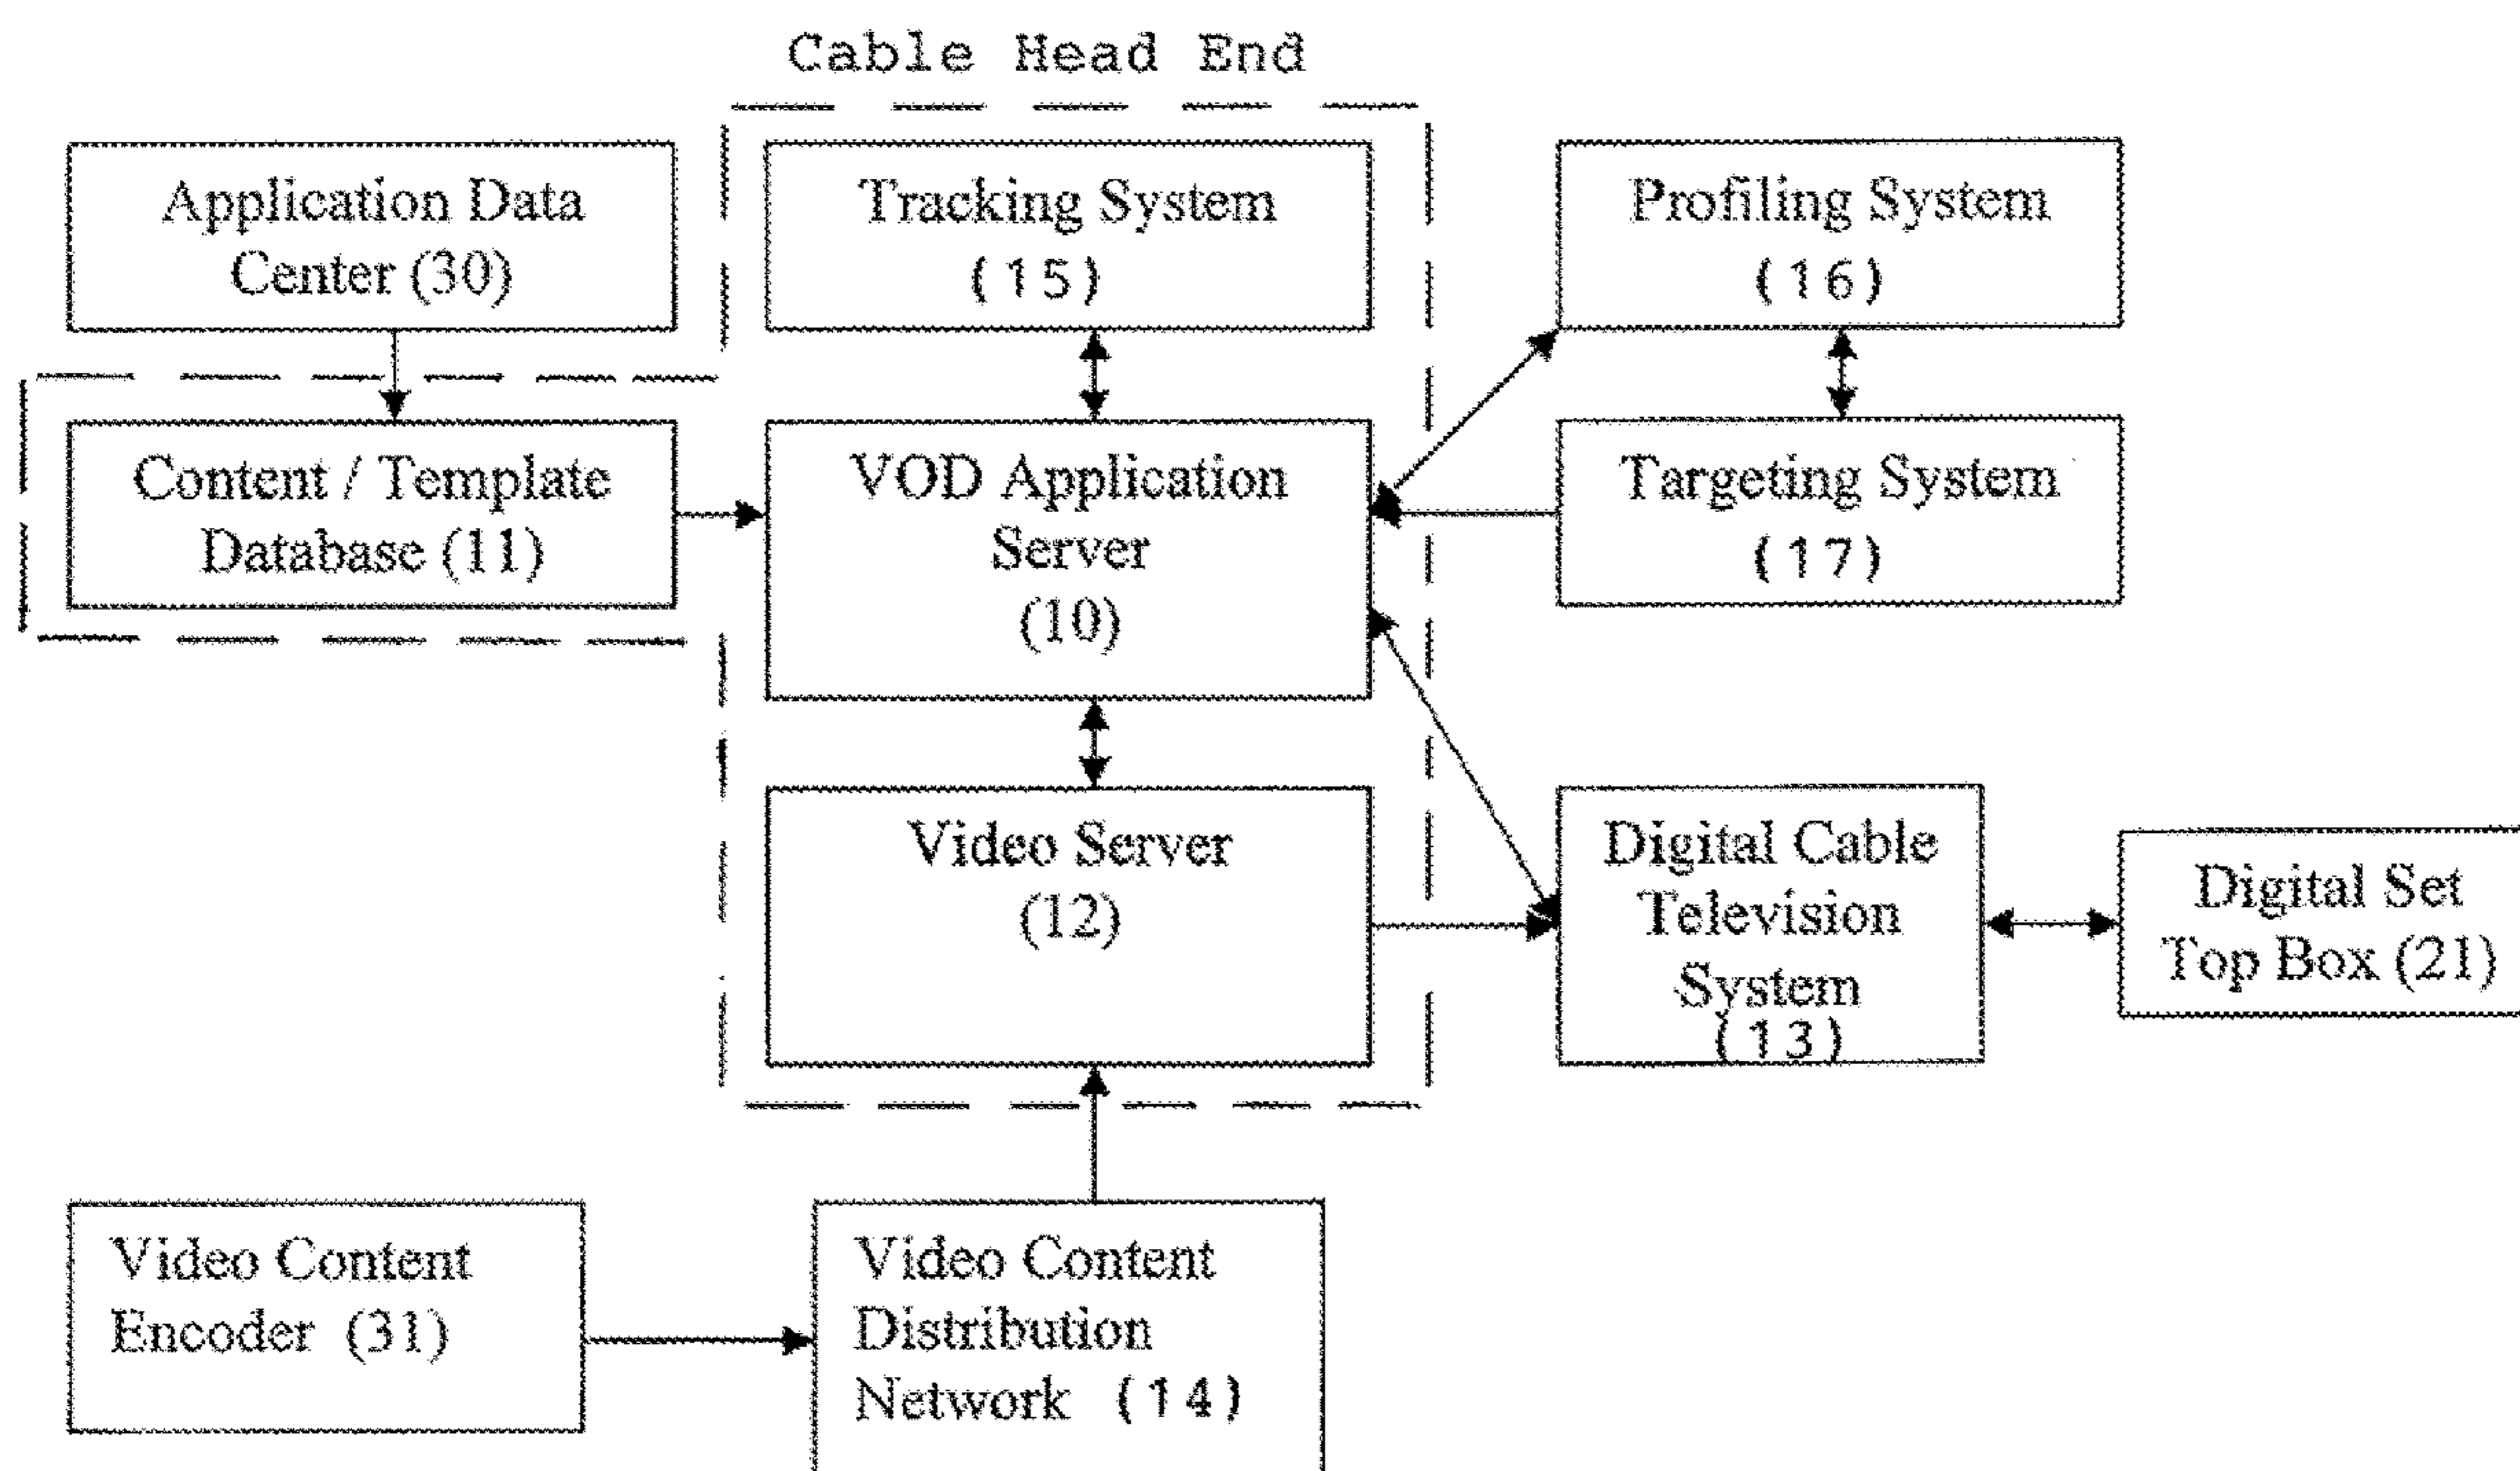 Cable Head End
Application Data
Center (30)
Tracking System
(15)
Profiling System
(16)
Content / Template
Database (11)
VOD Application
Server
(10)
Targeting System
(17)
Video Server
(12)
Digital Cable
Television
System
(13)
Digital Set
Top Box (21)
Video Content
Encoder (31)
Video Content
Distribution
Network (14)